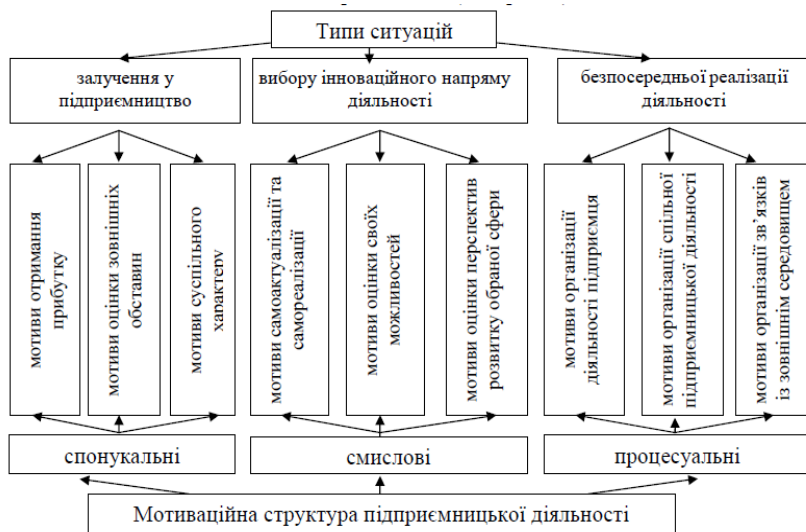 Типи ситуацій
залучення у
підприємництво
вибору інноваційного напряму
діяльності
безпосередньої реалізації
діяльності
мотиви отримання
прибутку
мотиви оцінки зовнішніх
обставин
мотиви суспільного
характеру
мотиви самоактуалізації та
самореалізації
мотиви оцінки своїх
можливостей
мотиви оцінки перспектив
розвитку обраної сфери
мотиви організації
діяльності підприємця
мотиви організації спільної
підприємницької діяльності
мотиви організації зв’язків
із зовнішнім середовищем
спонукальні
смислові
процесуальні
Мотиваційна структура підприємницької діяльності